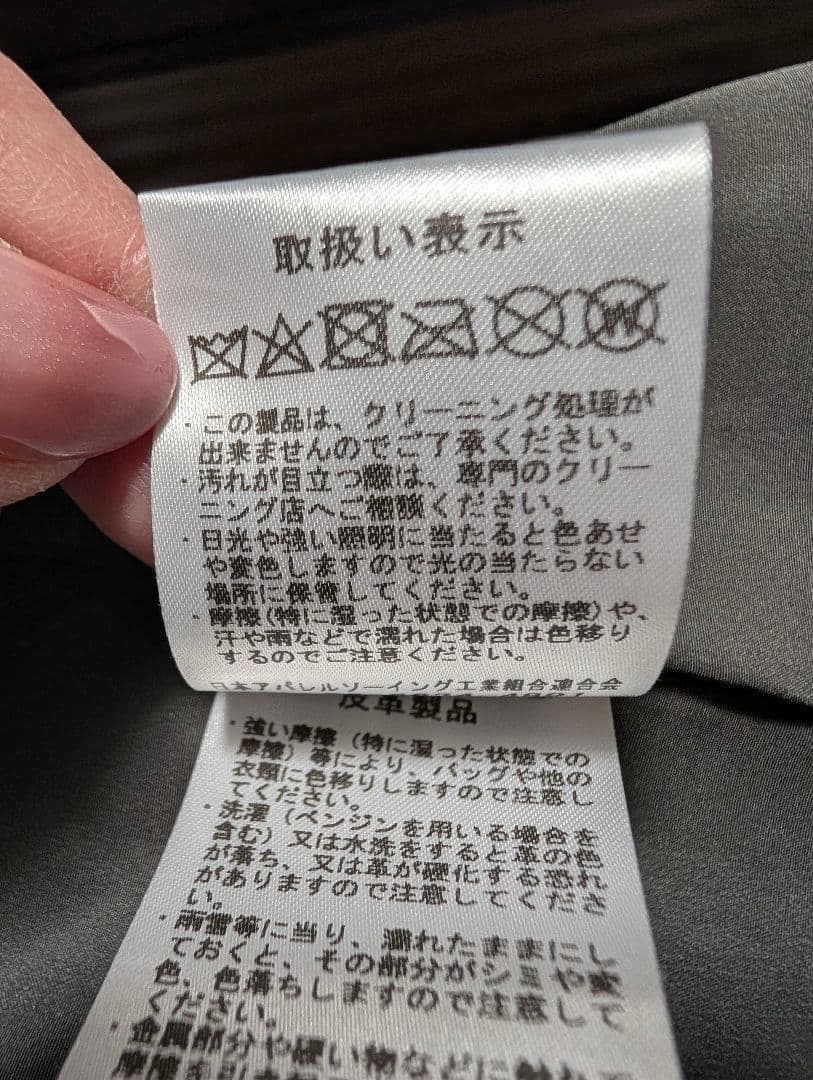 取扱い表示
W
・この製品は、クリーニング処理が
出来ませんのでご了承ください。
・汚れが目立つ際は、専門のクリー
ニング店へご相談ください。
・日光や強い照明に当たると色あせ
や変色しますので光の当たらない
場所に保管してください。
・摩擦(特に湿った状態での摩擦)や、
汗や雨などで濡れた場合は色移り
するのでご注意ください。
日本アパレルソーイング工業組合連合会
皮革製品
・強い摩擦(特に湿った状態での
摩擦)等により、バッグや他の
衣類に色移りしますので注意し
てください。
・洗濯(ベンジンを用いる場合を
含む)又は水洗をすると革の色
が落ち、又は革が硬化する恐れ
がありますので注意してくださ
い。
・雨雪等に当り、濡れたままにし
ておくと、その部分がシミや変
色、色落ちしますので注意して
ください。
・金属部分や硬い物などに触れ
摩擦